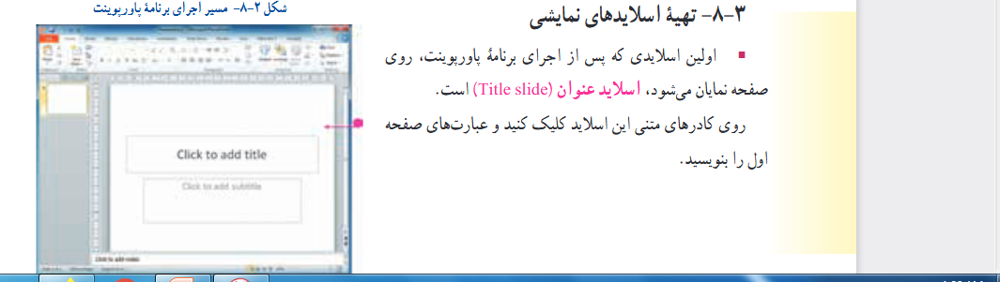 شکل ۲-۸- مسیر اجرای برنامهٔ پاورپوینت
۳-۸- تهیهٔ اسلایدهای نمایشی
اولین اسلایدی که پس از اجرای برنامهٔ پاورپوینت، روی
صفحه نمایان می‌شود، اسلاید عنوان (Title slide) است.
روی کادرهای متنی این اسلاید کلیک کنید و عبارت‌های صفحه
اول را بنویسید.
Click to add title
Click to add subtitle
Click to add notes